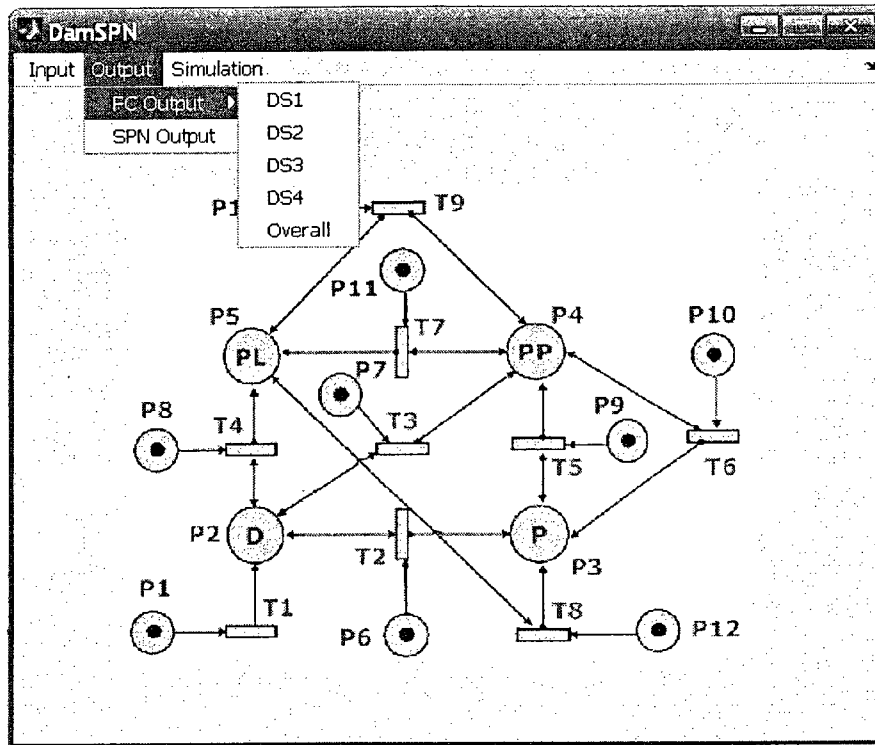 DamSPN
Input Output Simulation
FC Output DS1
SPN Output DS2
DS3
DS4
Overall
P1 T9
P11
P5 T7 P4 P10
PL PP
P7
P8 T4 T3 P9
T5 T6
P2 D T2 P P3
P1 T1 T8
P6 P12